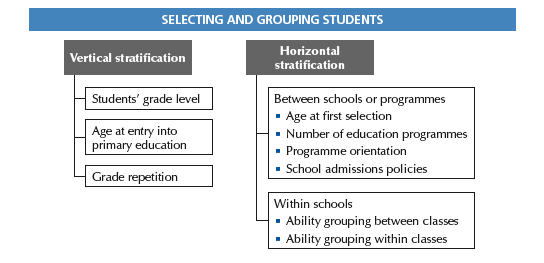 SELECTING AND GROUPING STUDENTS
Vertical stratification
Students' grade level
Age at entry into
primary education
Grade repetition
Horizontal
stratification
Between schools or programmes
▪ Age at first selection
▪ Number of education programmes
▪ Programme orientation
▪ School admissions policies
Within schools
▪ Ability grouping between classes
▪ Ability grouping within classes